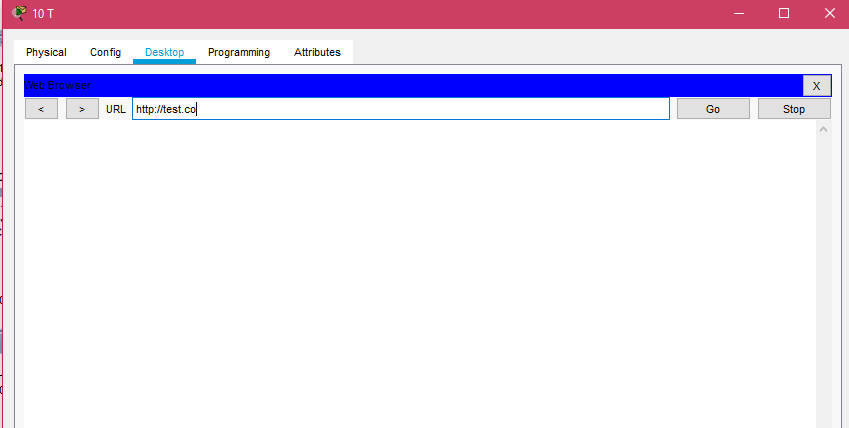 10 T
Physical Config Desktop Programming Attributes
Web Browser X
< > URL http://test.co Go Stop